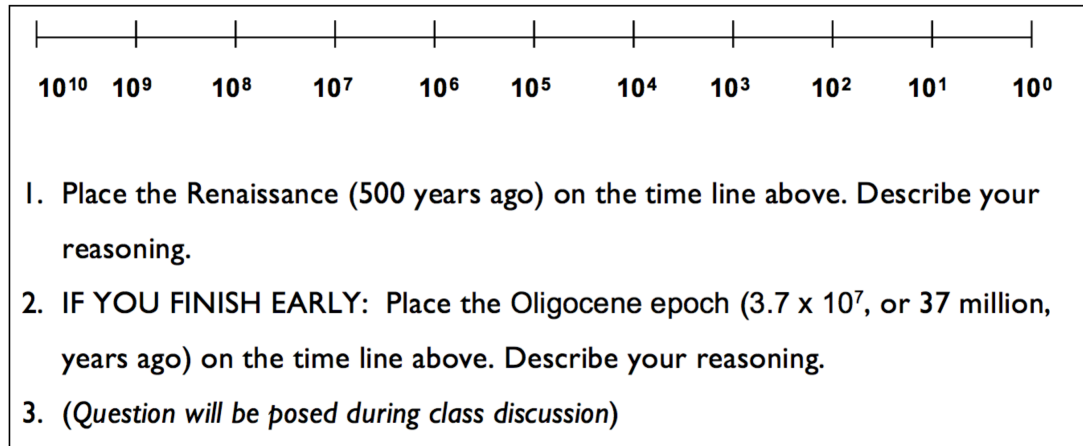 10¹⁰ 10⁹ 10⁸ 10⁷ 10⁶ 10⁵ 10⁴ 10³ 10² 10¹ 10⁰
1. Place the Renaissance (500 years ago) on the time line above. Describe your
reasoning.
2. IF YOU FINISH EARLY: Place the Oligocene epoch (3.7 x 10⁷, or 37 million,
years ago) on the time line above. Describe your reasoning.
3. (Question will be posed during class discussion)